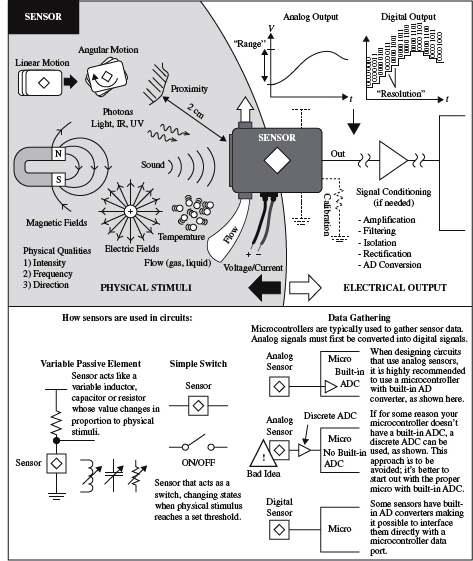 SENSOR
Linear Motion
Angular Motion
Proximity
2 cm
Photons
Light, IR, UV
Sound
N
S
Magnetic Fields
Electric Fields
Temperature
Flow (gas, liquid)
Flow
Physical Qualities
1) Intensity
2) Frequency
3) Direction
PHYSICAL STIMULI
Analog Output
V
"Range"
t
Digital Output
"Resolution"
t
SENSOR
Out
Calibration
+ −
Voltage/Current
Signal Conditioning
(if needed)
- Amplification
- Filtering
- Isolation
- Rectification
- AD Conversion
ELECTRICAL OUTPUT
How sensors are used in circuits:
Variable Passive Element
Sensor acts like a
variable inductor,
capacitor or resistor
whose value changes in
proportion to physical
stimuli.
Sensor
Simple Switch
Sensor
ON/OFF
Sensor that acts as a
switch, changing states
when physical stimulus
reaches a set threshold.
Data Gathering
Microcontrollers are typically used to gather sensor data.
Analog signals must first be converted into digital signals.
Analog
Sensor
Micro
Built-in
ADC
When designing circuits
that use analog sensors,
it is highly recommended
to use a microcontroller
with built-in AD
converter, as shown here.
Analog
Sensor
Discrete ADC
!
Bad Idea
Micro
No Built-in
ADC
If for some reason your
microcontroller doesn't
have a built-in ADC, a
discrete ADC can be
used, as shown. This
approach is to be
avoided; it's better to
start out with the proper
micro with built-in ADC.
Digital
Sensor
Micro
Some sensors have built-
in AD converters making
it possible to interface
them directly with a
microcontroller data
port.